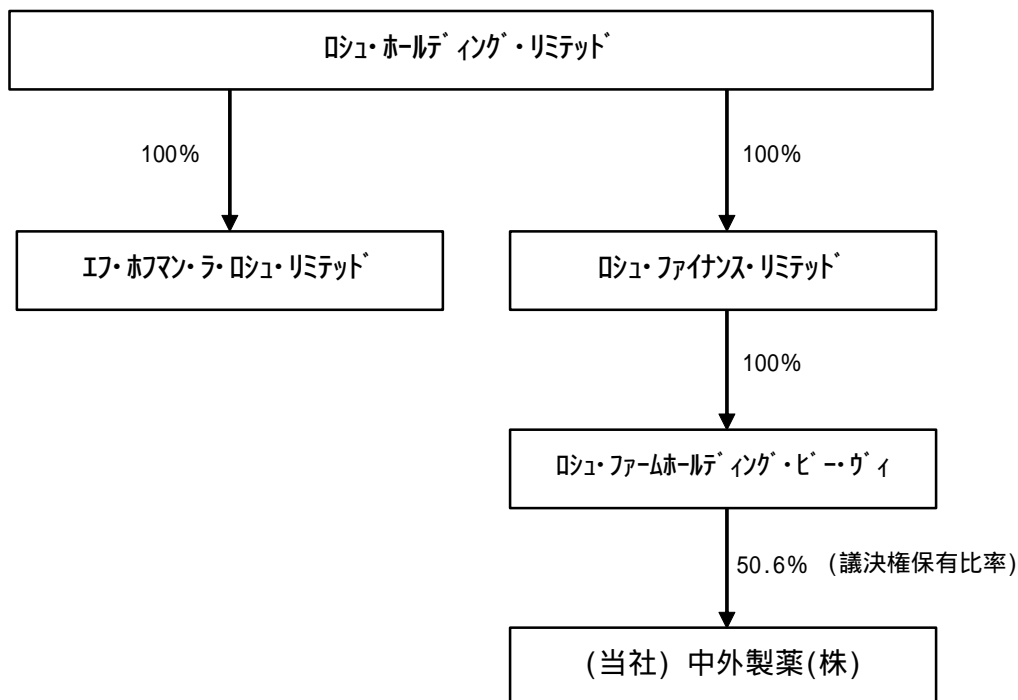 ロシュ・ホールディング・リミテッド
100%
100%
エフ・ホフマン・ラ・ロシュ・リミテッド
ロシュ・ファイナンス・リミテッド
100%
ロシュ・ファームホールディング・ビー・ヴィ
50.6% (議決権保有比率)
(当社) 中外製薬(株)